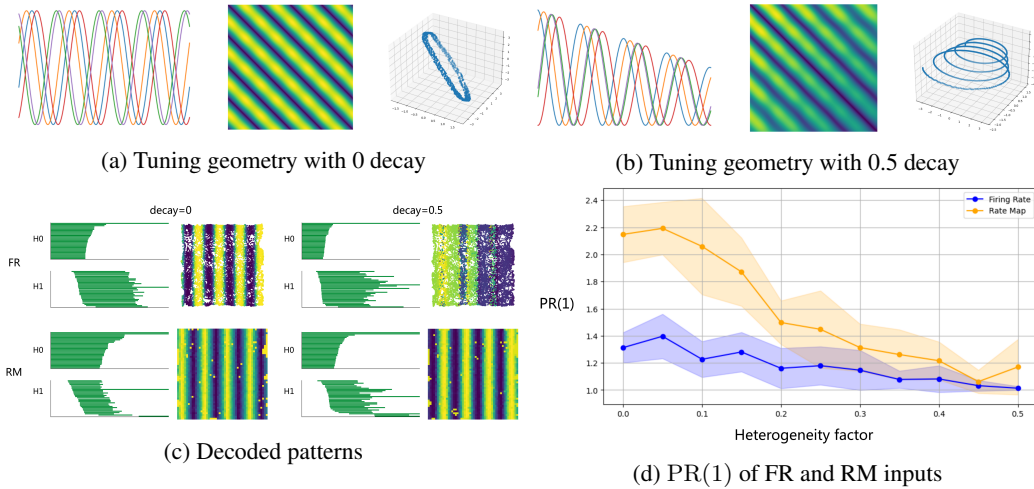 (a) Tuning geometry with 0 decay
(b) Tuning geometry with 0.5 decay
decay=0
decay=0.5
FR
H0
H1
H0
H1
RM
H0
H1
H0
H1
(c) Decoded patterns
Firing Rate
Rate Map
PR(1)
2.4
2.2
2.0
1.8
1.6
1.4
1.2
1.0
0.0
0.1
0.2
0.3
0.4
0.5
Heterogeneity factor
(d) PR(1) of FR and RM inputs